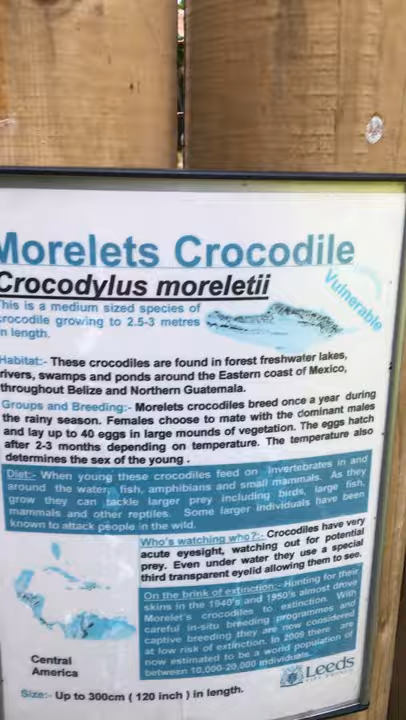 Morelets Crocodile
Crocodylus moreletii
Vulnerable
This is a medium sized species of
crocodile growing to 2.5-3 metres
in length.
Habitat:- These crocodiles are found in forest freshwater lakes,
rivers, swamps and ponds around the Eastern coast of Mexico,
throughout Belize and Northern Guatemala.
Groups and Breeding:- Morelets crocodiles breed once a year during
the rainy season. Females choose to mate with the dominant males
and lay up to 40 eggs in large mounds of vegetation. The eggs hatch
after 2-3 months depending on temperature. The temperature also
determines the sex of the young .
Diet:- When young these crocodiles feed on Invertebrates in and
around the water, fish, amphibians and small mammals. As they
grow they can tackle larger prey including birds, large fish,
mammals and other reptiles. Some larger individuals have been
known to attack people in the wild.
Who's watching who?:- Crocodiles have very
acute eyesight, watching out for potential
prey. Even under water they use a special
third transparent eyelid allowing them to see.
On the brink of extinction:- Hunting for their
skins in the 1940's and 1950's almost drove
Morelet's crocodiles to extinction. With
careful in-situ breeding programmes and
captive breeding they are now considered
at low risk of extinction. In 2009 there are
now estimated to be a world population of
between 10,000-20,000 individuals.
Central
America
Leeds
CITY COUNCIL
Size:- Up to 300cm ( 120 inch ) in length.